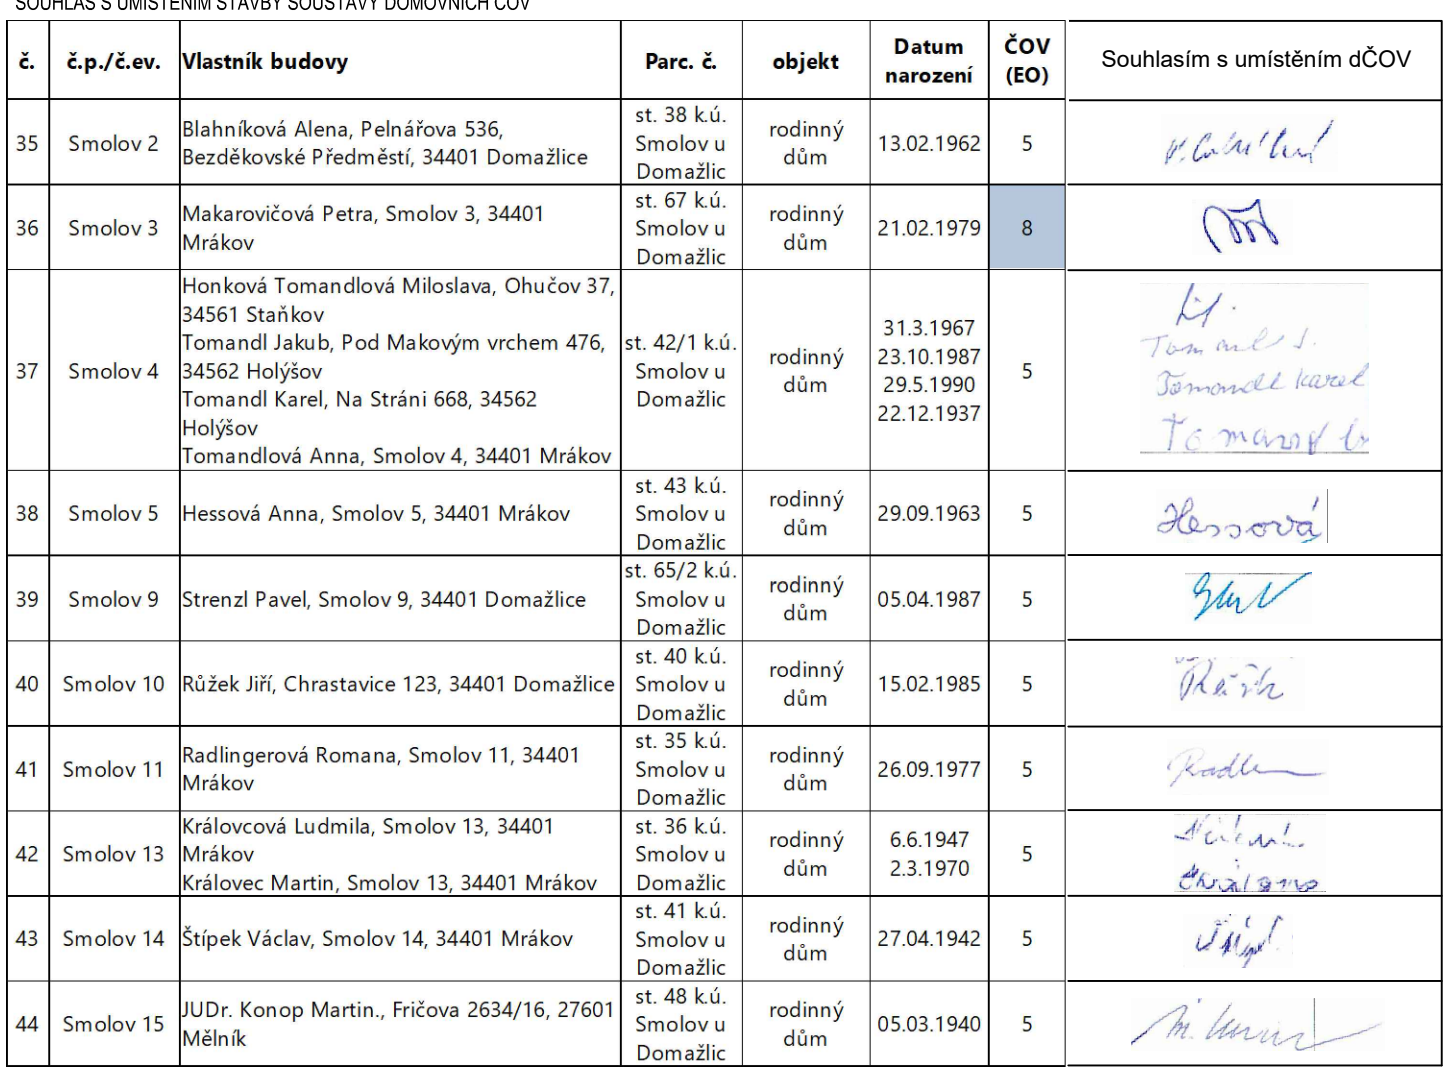 SOUHLAS S UMÍSTĚNÍM STAVBY SOUSTAVY DOMOVNÍCH ČOV
č. č.p./č.ev. Vlastník budovy Parc. č. objekt Datum narození ČOV (EO) Souhlasím s umístěním dČOV
35 Smolov 2 Blahníková Alena, Pelnářova 536, Bezděkovské Předměstí, 34401 Domažlice st. 38 k.ú. Smolov u Domažlic rodinný dům 13.02.1962 5
36 Smolov 3 Makarovičová Petra, Smolov 3, 34401 Mrákov st. 67 k.ú. Smolov u Domažlic rodinný dům 21.02.1979 8
37 Smolov 4 Honková Tomandlová Miloslava, Ohučov 37, 34561 Staňkov
Tomandl Jakub, Pod Makovým vrchem 476, 34562 Holýšov
Tomandl Karel, Na Stráni 668, 34562 Holýšov
Tomandlová Anna, Smolov 4, 34401 Mrákov st. 42/1 k.ú. Smolov u Domažlic rodinný dům 31.3.1967 23.10.1987 29.5.1990 22.12.1937 5 Tomandl J. Tomandl Karel
38 Smolov 5 Hessová Anna, Smolov 5, 34401 Mrákov st. 43 k.ú. Smolov u Domažlic rodinný dům 29.09.1963 5 Hessová
39 Smolov 9 Strenzl Pavel, Smolov 9, 34401 Domažlice st. 65/2 k.ú. Smolov u Domažlic rodinný dům 05.04.1987 5
40 Smolov 10 Růžek Jiří, Chrastavice 123, 34401 Domažlice st. 40 k.ú. Smolov u Domažlic rodinný dům 15.02.1985 5
41 Smolov 11 Radlingerová Romana, Smolov 11, 34401 Mrákov st. 35 k.ú. Smolov u Domažlic rodinný dům 26.09.1977 5
42 Smolov 13 Královcová Ludmila, Smolov 13, 34401 Mrákov
Královec Martin, Smolov 13, 34401 Mrákov st. 36 k.ú. Smolov u Domažlic rodinný dům 6.6.1947 2.3.1970 5
43 Smolov 14 Štípek Václav, Smolov 14, 34401 Mrákov st. 41 k.ú. Smolov u Domažlic rodinný dům 27.04.1942 5
44 Smolov 15 JUDr. Konop Martin., Fričova 2634/16, 27601 Mělník st. 48 k.ú. Smolov u Domažlic rodinný dům 05.03.1940 5